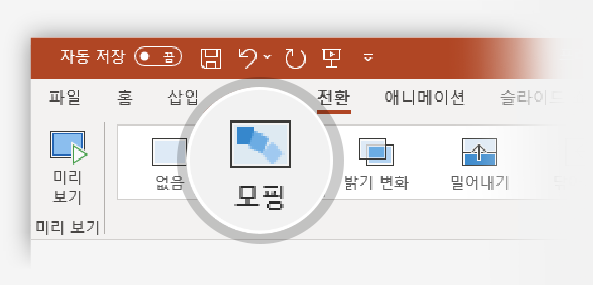 자동 저장 끔
파일 홈 삽입 전환 애니메이션 슬라이드
미리 보기
없음 모핑 밝기 변화 밀어내기
미리 보기